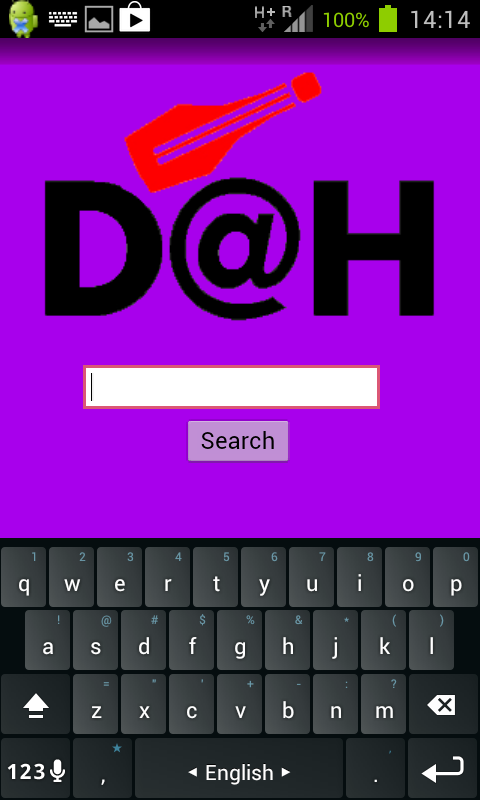 H+ R 100% 14:14
D@H
Search
1 2 3 4 5 6 7 8 9 0
q w e r t y u i o p
! @ # $ % & * ( )
a s d f g h j k l
= " ' + - : ?
z x c v b n m
123 , English .